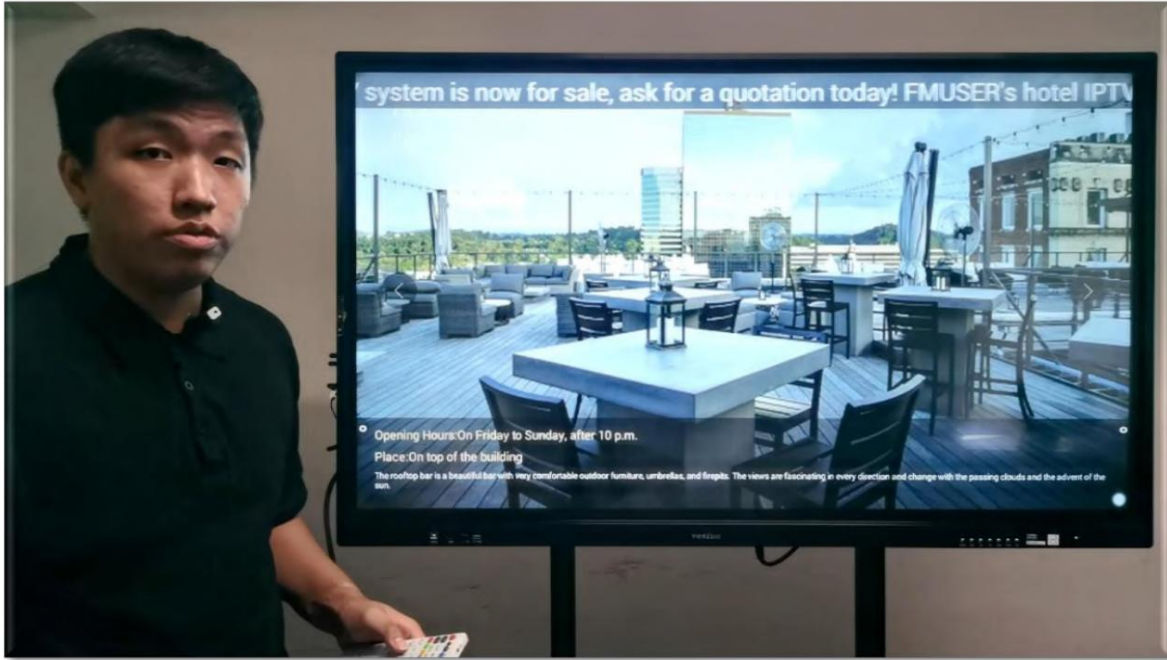 system is now for sale, ask for a quotation today! FMUSER's hotel IPTV
Opening Hours:On Friday to Sunday, after 10 p.m.
Place:On top of the building
The rooftop bar is a beautiful bar with very comfortable outdoor furniture, umbrellas, and firepits. The views are fascinating in every direction and change with the passing clouds and the advent of the
sun.